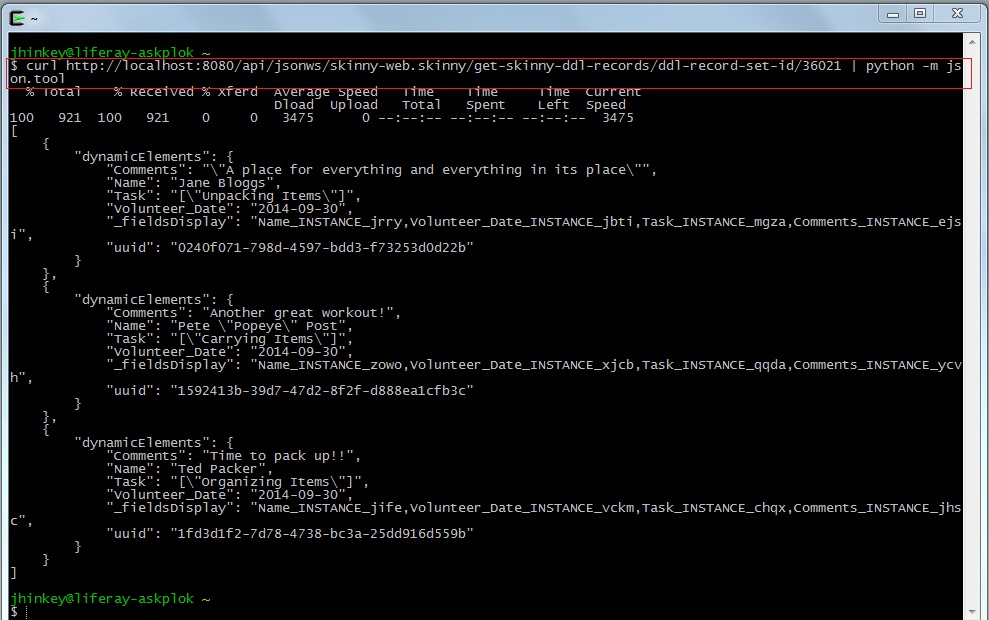 ~
jhinkey@liferay-askplok ~
$ curl http://localhost:8080/api/jsonws/skinny-web.skinny/get-skinny-ddl-records/ddl-record-set-id/36021 | python -m js
on.tool
  % Total    % Received % Xferd  Average Speed   Time    Time     Time  Current
                                 Dload  Upload   Total   Spent    Left  Speed
100   921  100   921    0     0   3475      0 --:--:-- --:--:-- --:--:--  3475
[
    {
        "dynamicElements": {
            "Comments": "\"A place for everything and everything in its place\"",
            "Name": "Jane Bloggs",
            "Task": "[\"Unpacking Items\"]",
            "Volunteer_Date": "2014-09-30",
            "_fieldsDisplay": "Name_INSTANCE_jrry,Volunteer_Date_INSTANCE_jbti,Task_INSTANCE_mgza,Comments_INSTANCE_ejs
i",
            "uuid": "0240f071-798d-4597-bdd3-f73253d0d22b"
        }
    },
    {
        "dynamicElements": {
            "Comments": "Another great workout!",
            "Name": "Pete \"Popeye\" Post",
            "Task": "[\"Carrying Items\"]",
            "Volunteer_Date": "2014-09-30",
            "_fieldsDisplay": "Name_INSTANCE_zowo,Volunteer_Date_INSTANCE_xjcb,Task_INSTANCE_qqda,Comments_INSTANCE_ycv
h",
            "uuid": "1592413b-39d7-47d2-8f2f-d888ea1cfb3c"
        }
    },
    {
        "dynamicElements": {
            "Comments": "Time to pack up!!",
            "Name": "Ted Packer",
            "Task": "[\"Organizing Items\"]",
            "Volunteer_Date": "2014-09-30",
            "_fieldsDisplay": "Name_INSTANCE_jife,Volunteer_Date_INSTANCE_vckm,Task_INSTANCE_chqx,Comments_INSTANCE_jhs
c",
            "uuid": "1fd3d1f2-7d78-4738-bc3a-25dd916d559b"
        }
    }
]
jhinkey@liferay-askplok ~
$